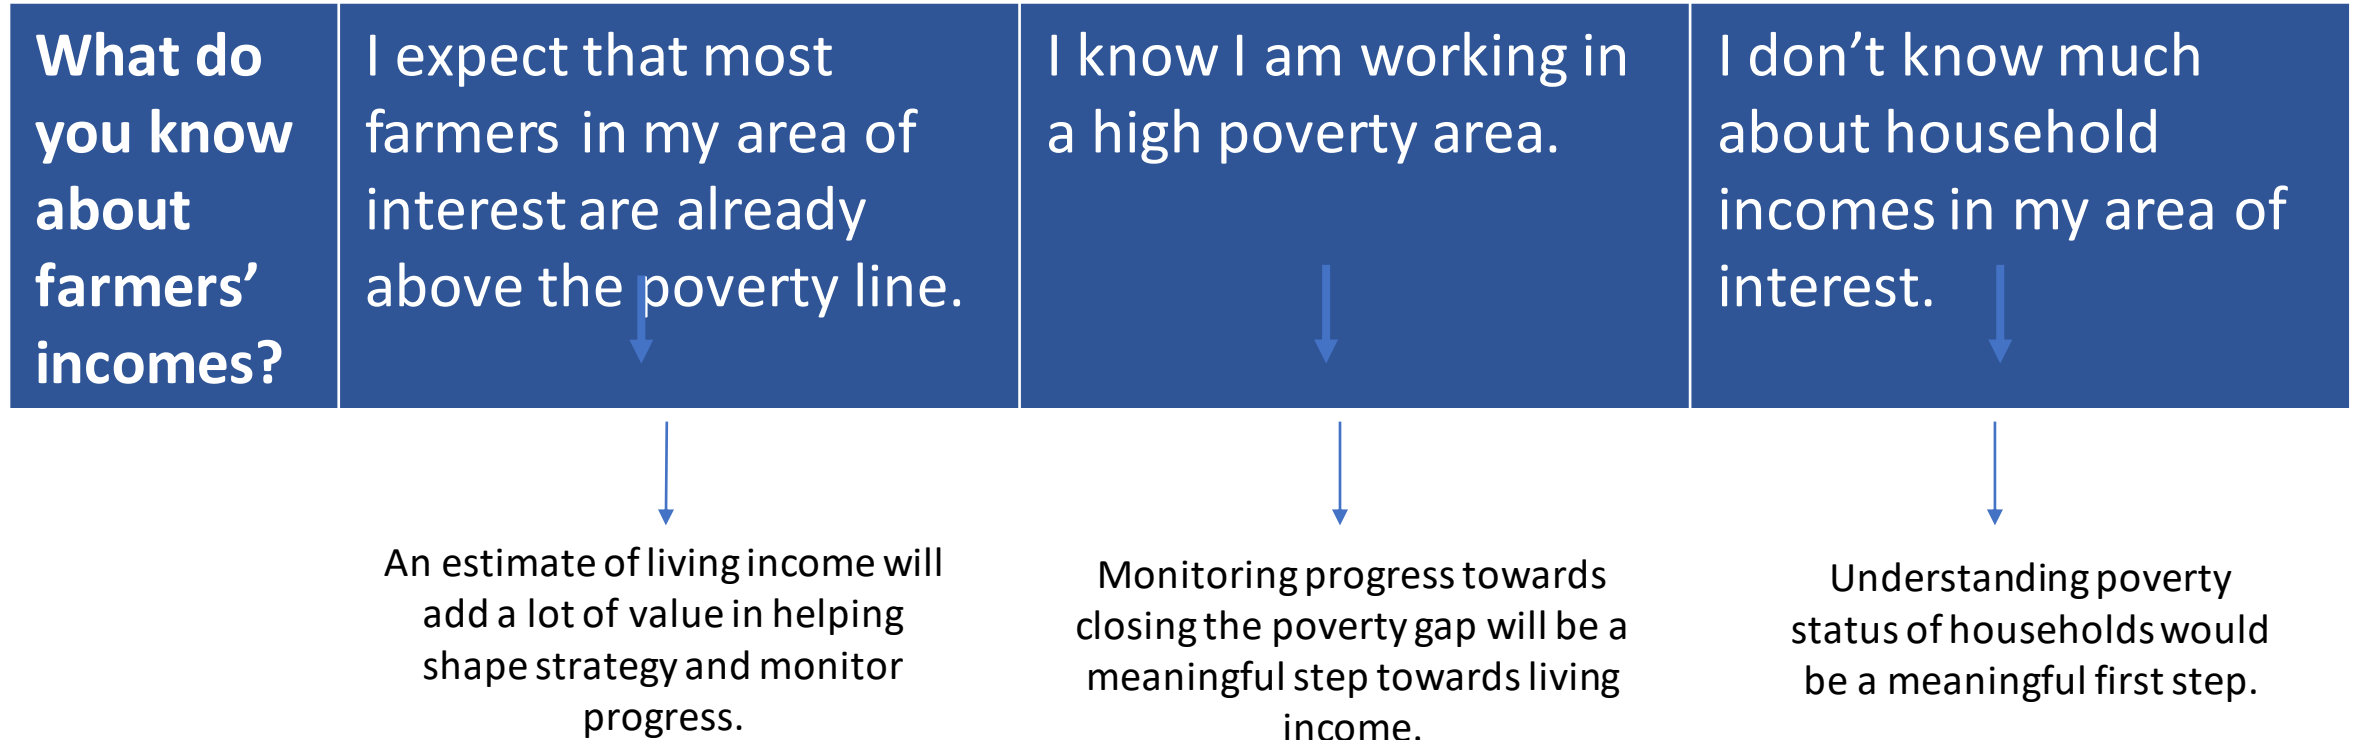 What do
you know
about
farmers’
incomes?
I expect that most
farmers in my area of
interest are already
above the poverty line.
I know I am working in
a high poverty area.
I don’t know much
about household
incomes in my area of
interest.
An estimate of living income will
add a lot of value in helping
shape strategy and monitor
progress.
Monitoring progress towards
closing the poverty gap will be a
meaningful step towards living
income.
Understanding poverty
status of households would
be a meaningful first step.